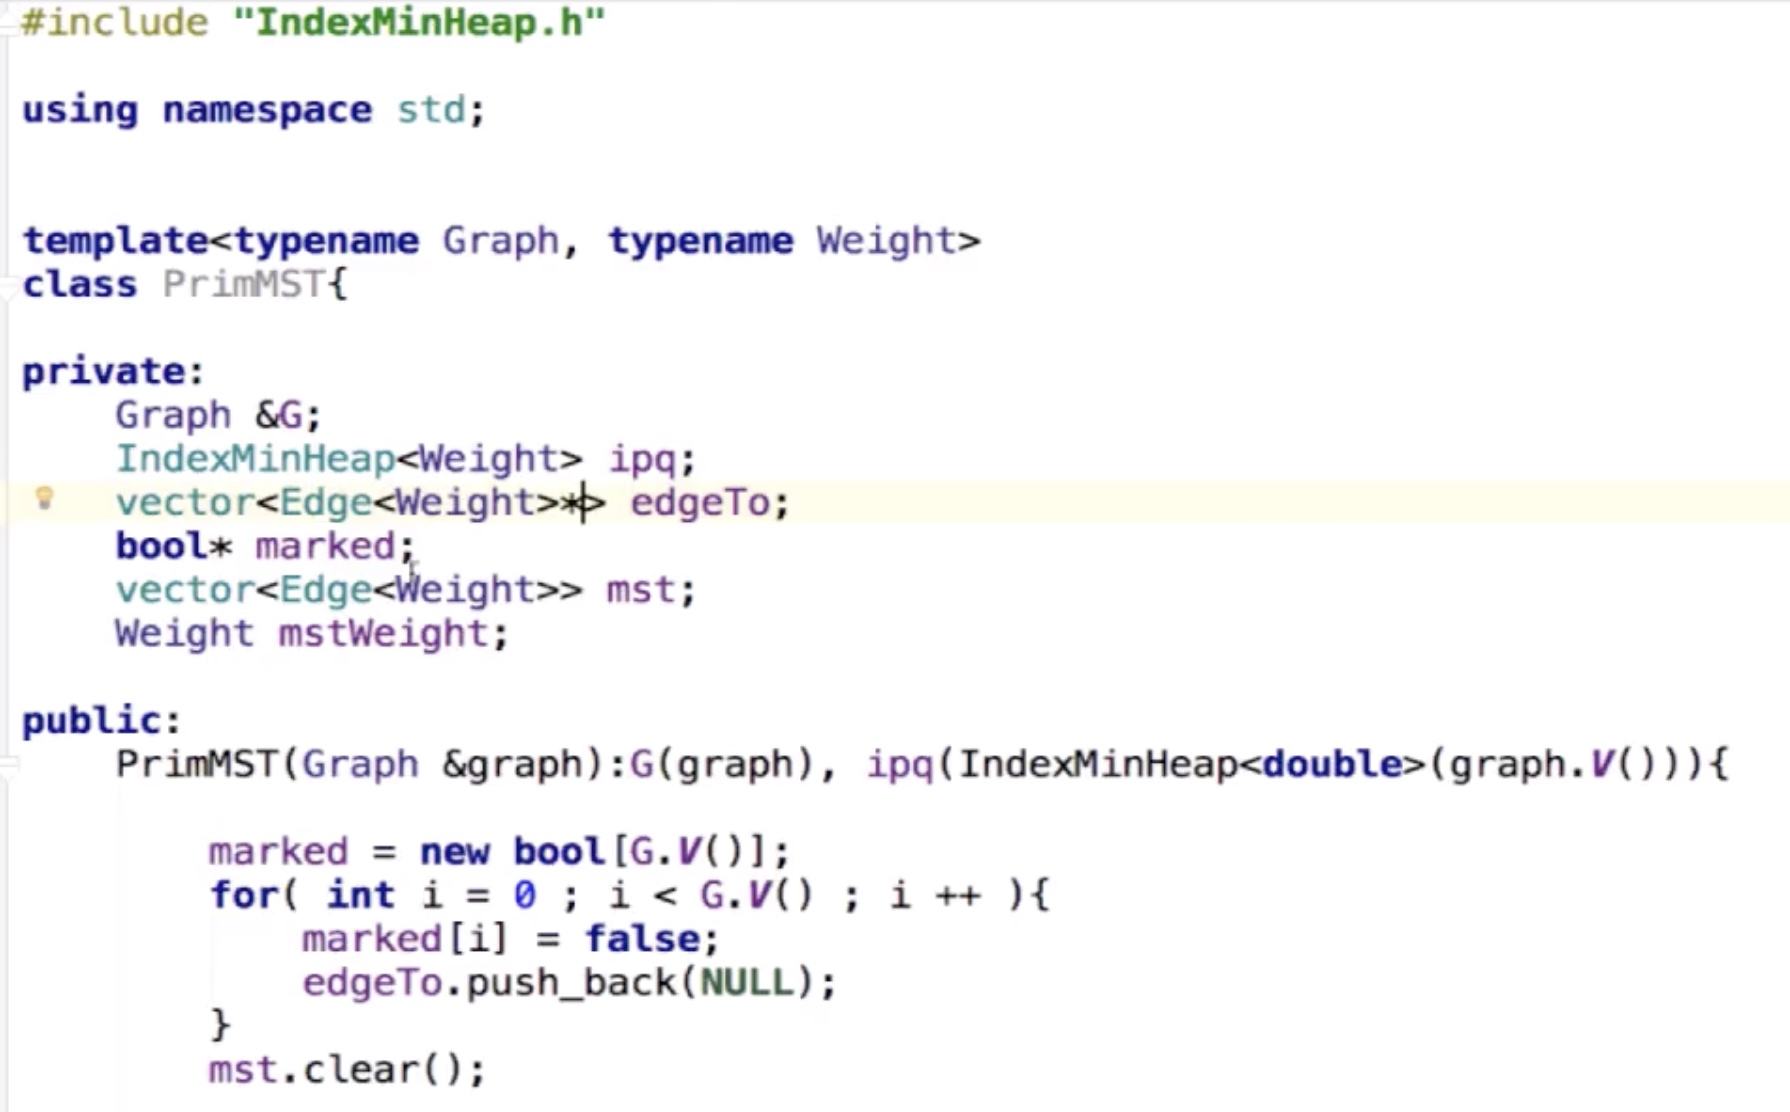 #include "IndexMinHeap.h"
using namespace std;
template<typename Graph, typename Weight>
class PrimMST{
private:
    Graph &G;
    IndexMinHeap<Weight> ipq;
    vector<Edge<Weight>*> edgeTo;
    bool* marked;
    vector<Edge<Weight>> mst;
    Weight mstWeight;
public:
    PrimMST(Graph &graph):G(graph), ipq(IndexMinHeap<double>(graph.V())){
        marked = new bool[G.V()];
        for( int i = 0 ; i < G.V() ; i ++ ){
            marked[i] = false;
            edgeTo.push_back(NULL);
        }
        mst.clear();